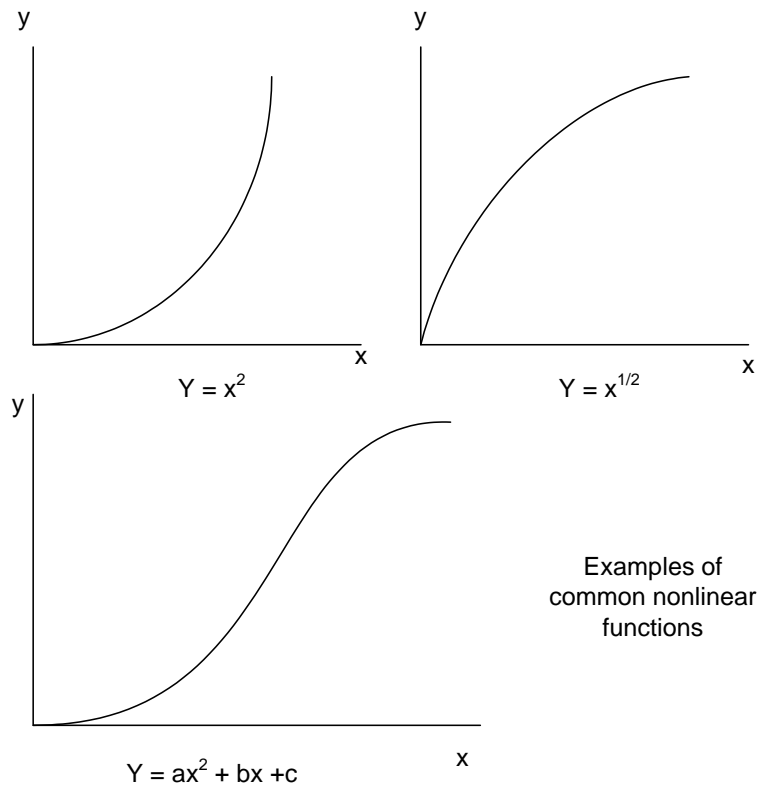 y
y
x
x
Y = x²
Y = x¹/²
y
Examples of
common nonlinear
functions
x
Y = ax² + bx +c